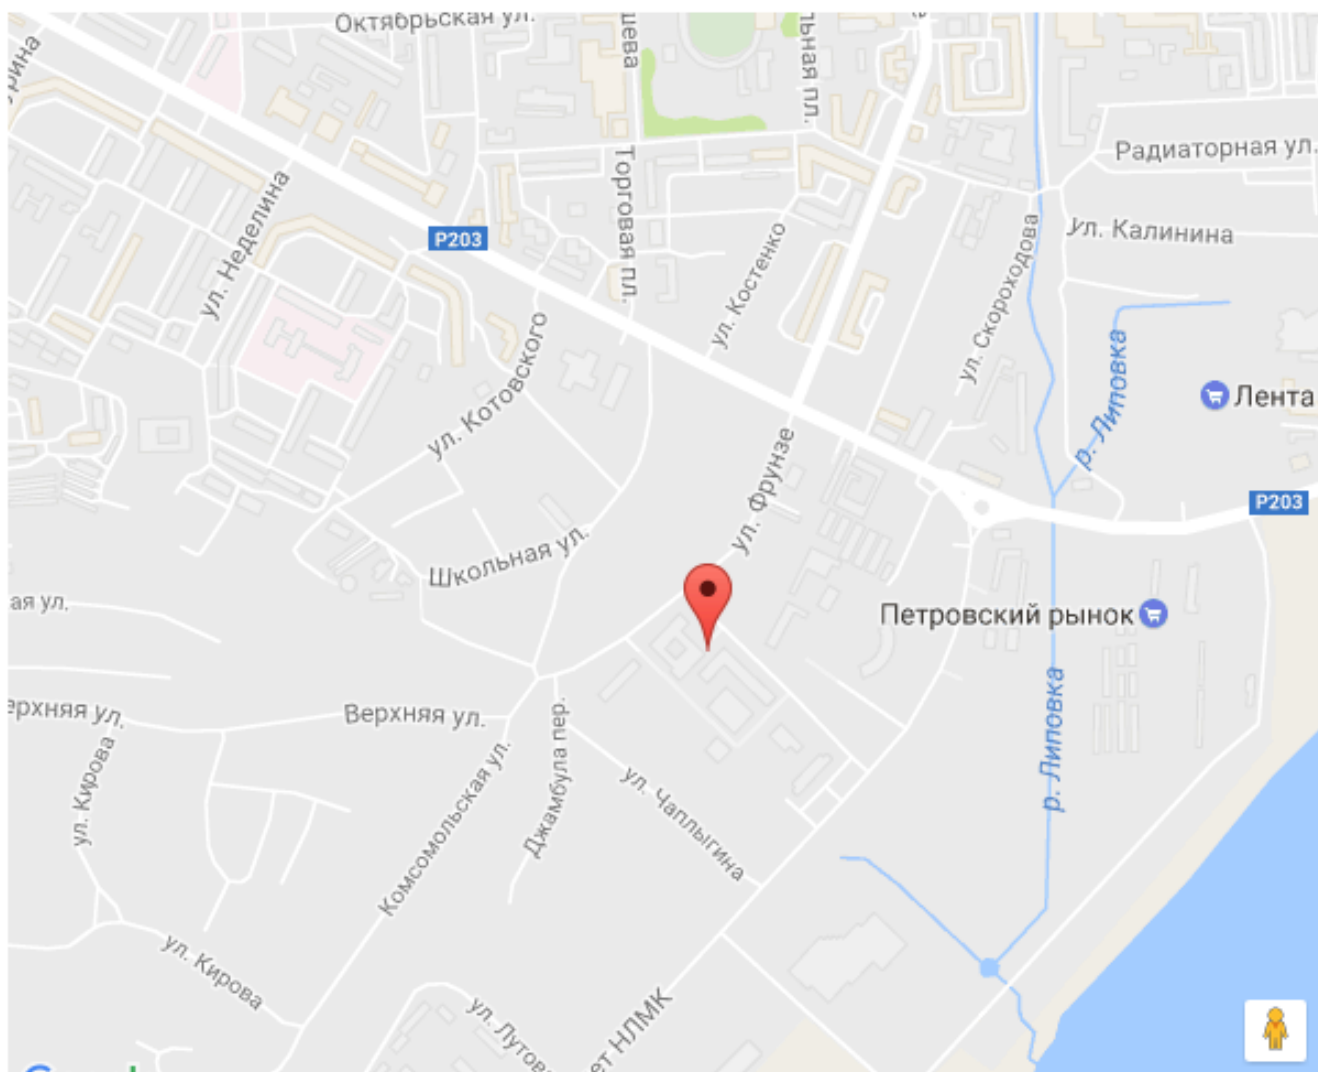 Октябрьская ул.
Р203
ул. Неделина
Торговая пл.
ул. Костенко
Радиаторная ул.
ул. Калинина
ул. Скороходова
р. Липовка
Лента
ул. Котовского
ул. Фрунзе
Р203
Школьная ул.
Петровский рынок
Верхняя ул.
ул. Кирова
Комсомольская ул.
Джамбула пер.
ул. Чаплыгина
р. Липовка
ул. Кирова
НЛМК